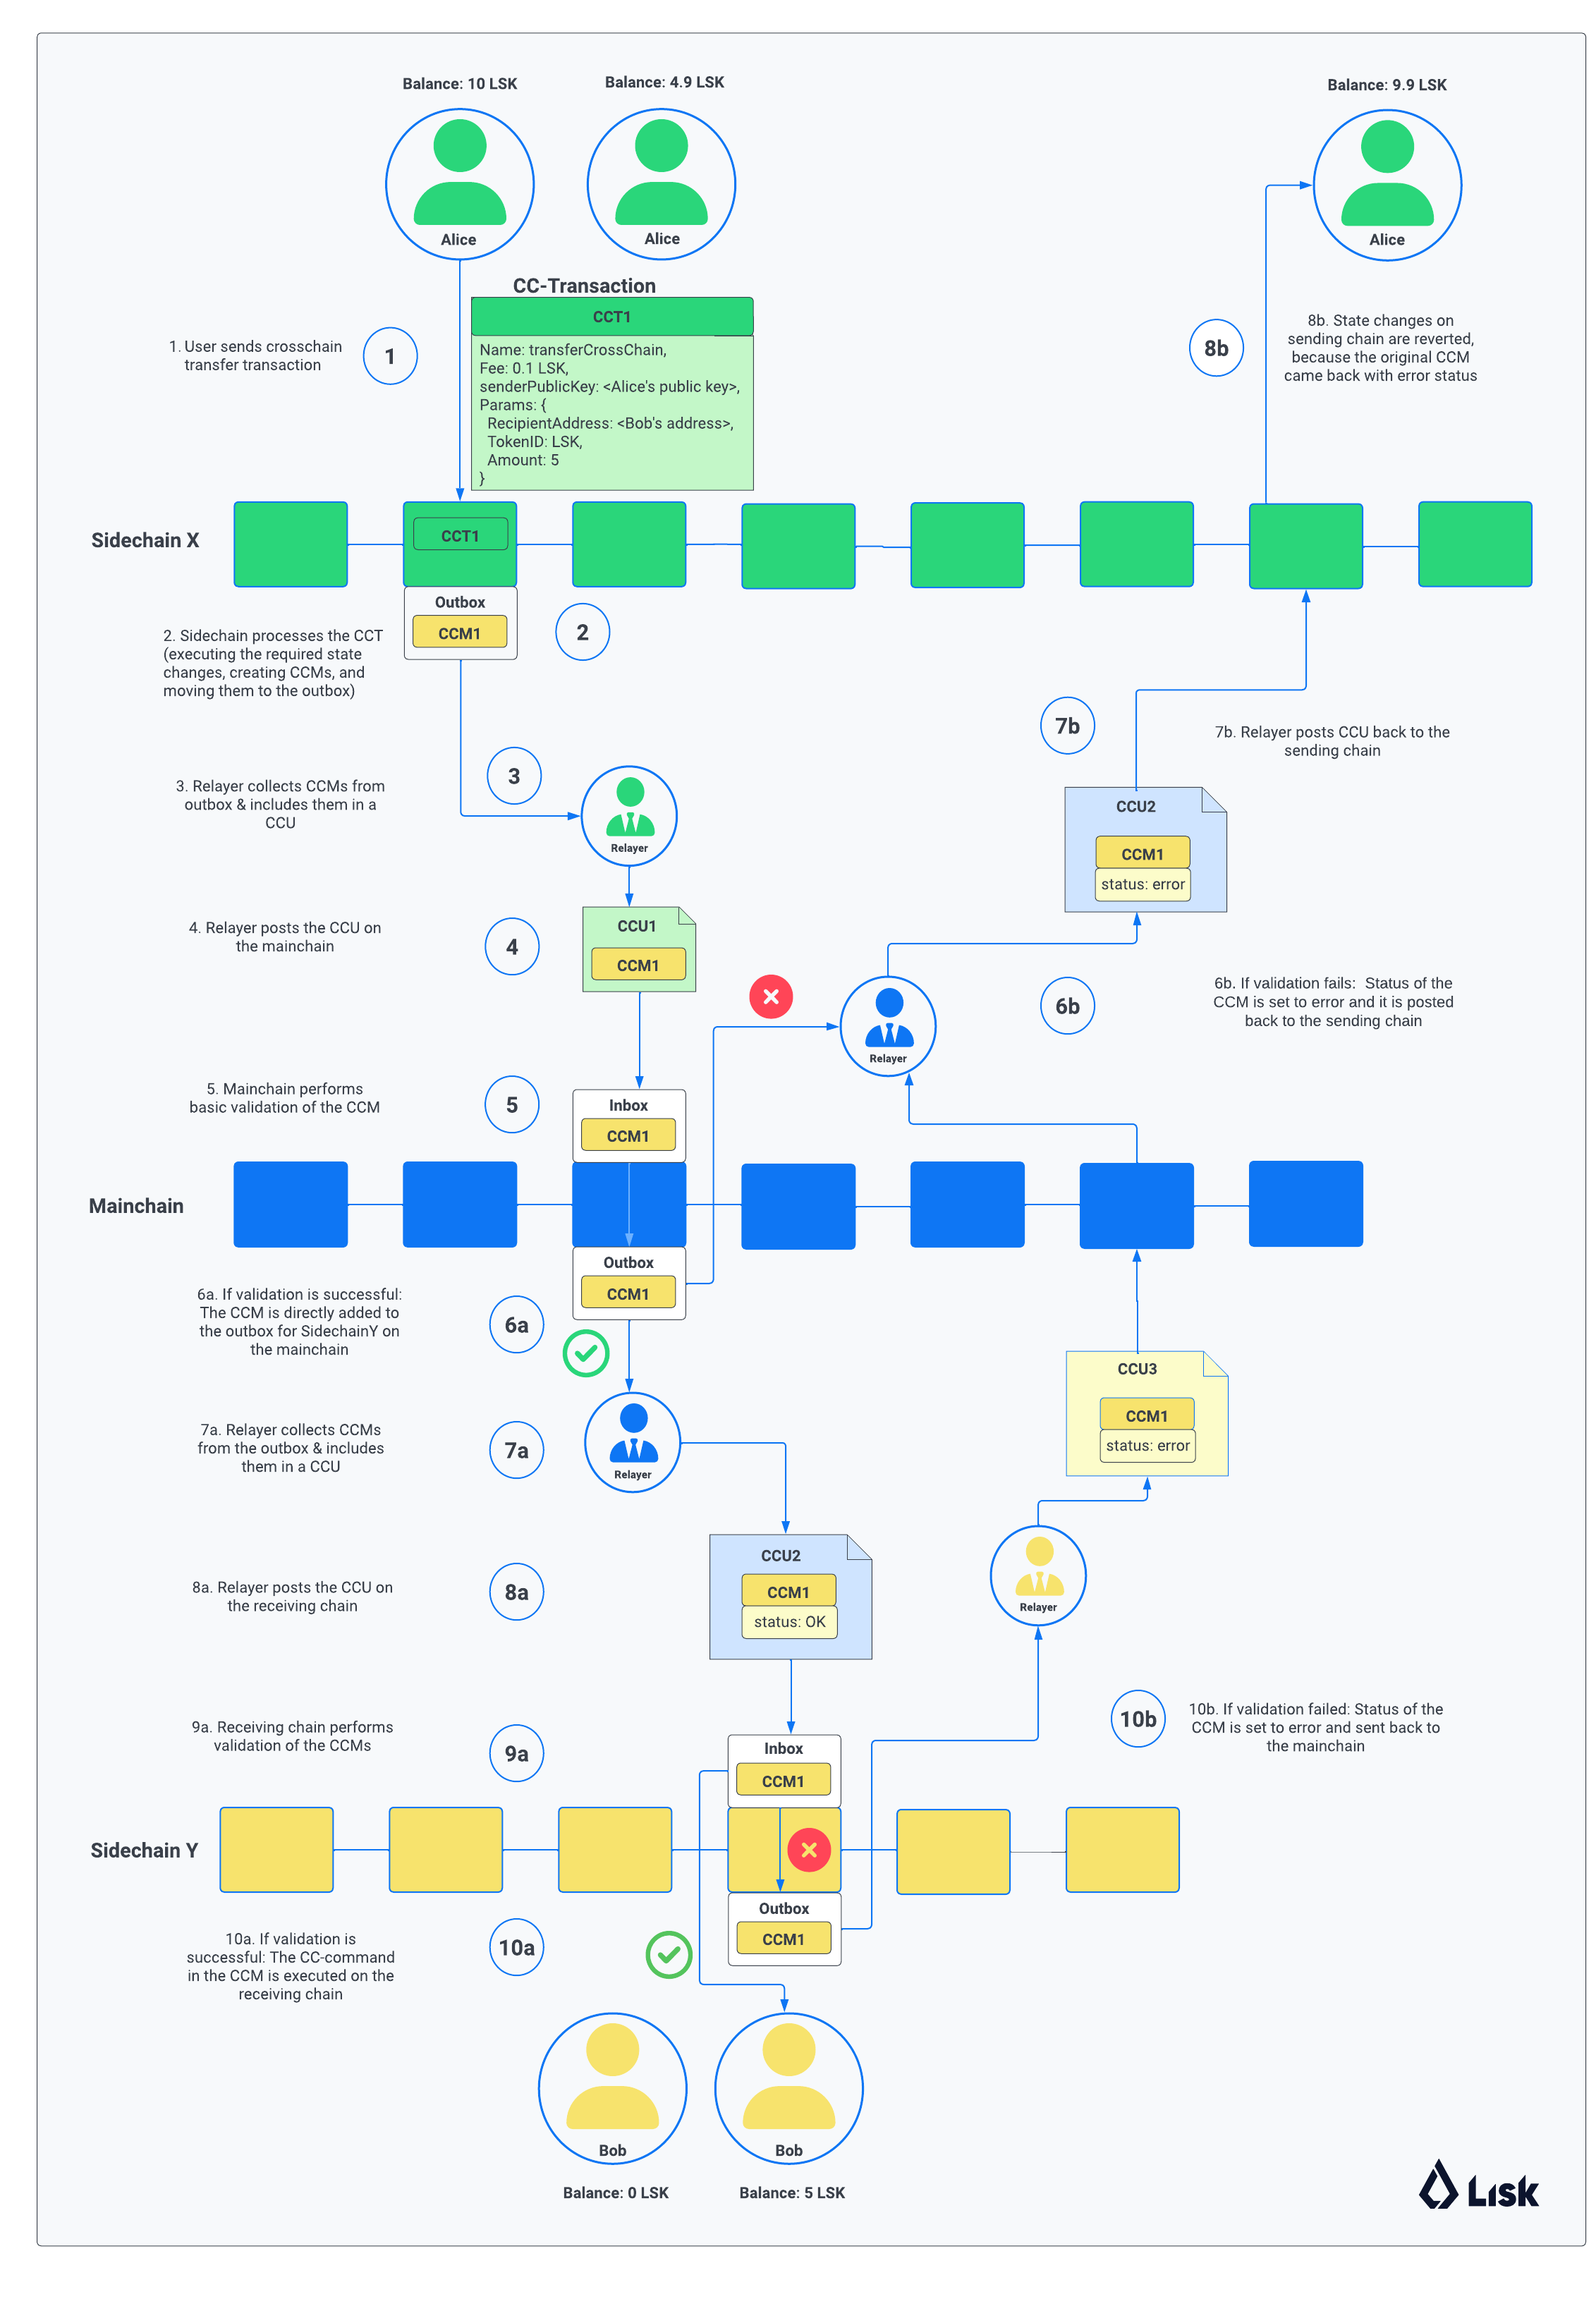 Balance: 10 LSK
Balance: 4.9 LSK
Balance: 9.9 LSK
Alice
Alice
Alice
CC-Transaction
CCT1
Name: transferCrossChain,
Fee: 0.1 LSK,
senderPublicKey: <Alice's public key>,
Params: {
RecipientAddress: <Bob's address>,
TokenID: LSK,
Amount: 5
}
1. User sends crosschain
transfer transaction
1
8b
8b. State changes on
sending chain are reverted,
because the original CCM
came back with error status
Sidechain X
CCT1
Outbox
CCM1
2
2. Sidechain processes the CCT
(executing the required state
changes, creating CCMs, and
moving them to the outbox)
7b
7b. Relayer posts CCU back to the
sending chain
3
3. Relayer collects CCMs from
outbox & includes them in a
CCU
Relayer
CCU2
CCM1
status: error
4. Relayer posts the CCU on
the mainchain
4
CCU1
CCM1
6b
6b. If validation fails:  Status of the
CCM is set to error and it is posted
back to the sending chain
Relayer
5. Mainchain performs
basic validation of the CCM
5
Inbox
CCM1
Mainchain
Outbox
CCM1
6a. If validation is successful:
The CCM is directly added to
the outbox for SidechainY on
the mainchain
6a
CCU3
CCM1
status: error
7a. Relayer collects CCMs
from the outbox & includes
them in a CCU
7a
Relayer
8a. Relayer posts the CCU on
the receiving chain
8a
CCU2
CCM1
status: OK
Relayer
9a. Receiving chain performs
validation of the CCMs
9a
Inbox
CCM1
10b
10b. If validation failed: Status of the
CCM is set to error and sent back to
the mainchain
Sidechain Y
Outbox
CCM1
10a. If validation is
successful: The CC-command
in the CCM is executed on the
receiving chain
10a
Bob
Bob
Balance: 0 LSK
Balance: 5 LSK
Lisk